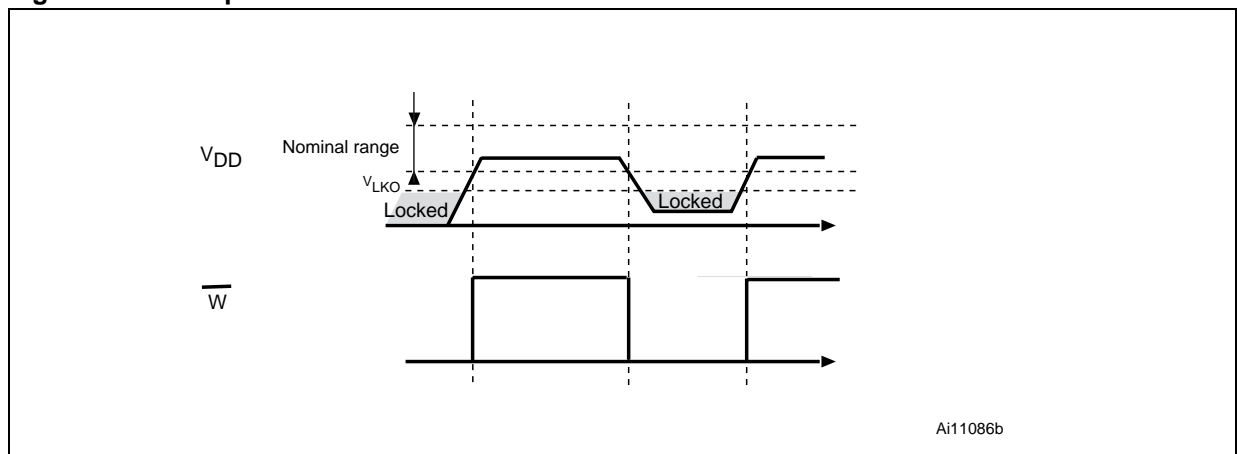 Nominal range
VDD
VLKO
Locked
Locked
W
Ai11086b